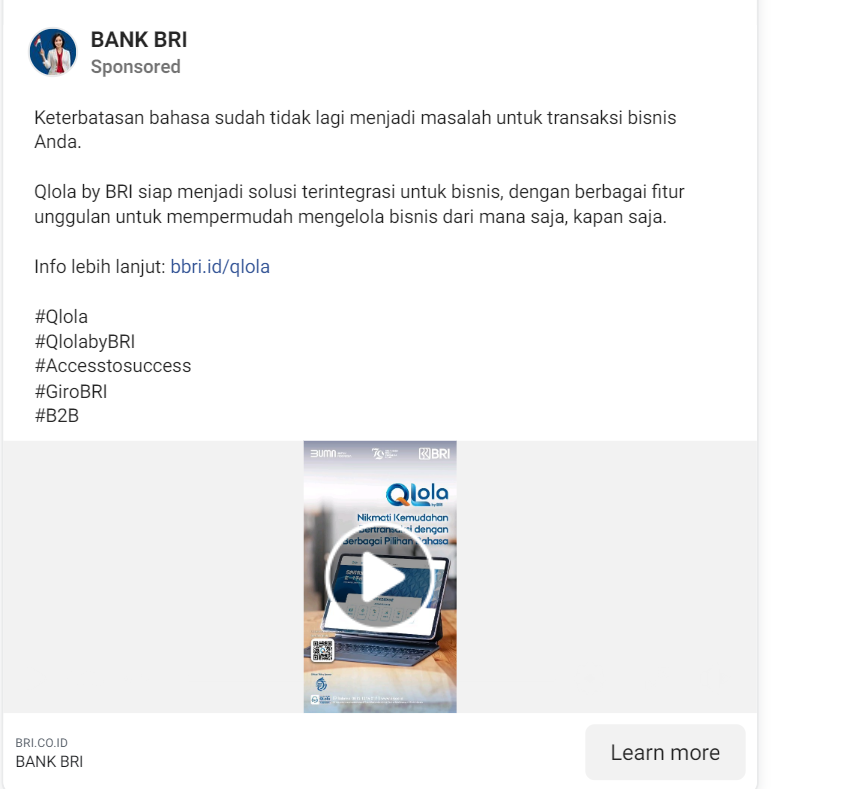 BANK BRI
Sponsored
Keterbatasan bahasa sudah tidak lagi menjadi masalah untuk transaksi bisnis
Anda.
Qlola by BRI siap menjadi solusi terintegrasi untuk bisnis, dengan berbagai fitur
unggulan untuk mempermudah mengelola bisnis dari mana saja, kapan saja.
Info lebih lanjut: bbri.id/qlola
#Qlola
#QlolabyBRI
#Accesstosuccess
#GiroBRI
#B2B
BUMN
BRI
Qlola
by BRI
Nikmati Kemudahan
Bertransaksi dengan
Berbagai Pilihan Bahasa
BRI.CO.ID
BANK BRI
Learn more